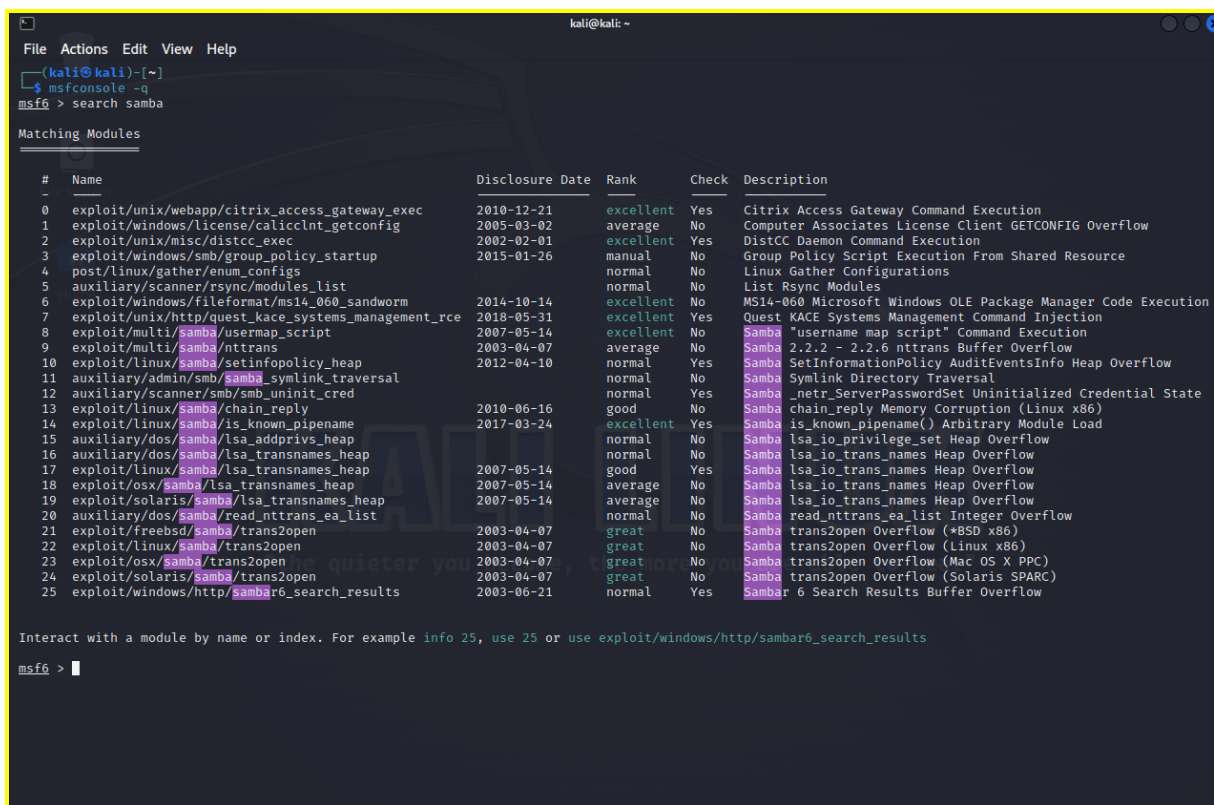 kali@kali: ~
File Actions Edit View Help
┌──(kali㉿kali)-[~]
└─$ msfconsole -q
msf6 > search samba
Matching Modules
================
# Name Disclosure Date Rank Check Description
- ---- --------------- ---- ----- -----------
0 exploit/unix/webapp/citrix_access_gateway_exec 2010-12-21 excellent Yes Citrix Access Gateway Command Execution
1 exploit/windows/license/calicclnt_getconfig 2005-03-02 average No Computer Associates License Client GETCONFIG Overflow
2 exploit/unix/misc/distcc_exec 2002-02-01 excellent Yes DistCC Daemon Command Execution
3 exploit/windows/smb/group_policy_startup 2015-01-26 manual No Group Policy Script Execution From Shared Resource
4 post/linux/gather/enum_configs normal No Linux Gather Configurations
5 auxiliary/scanner/rsync/modules_list normal No List Rsync Modules
6 exploit/windows/fileformat/ms14_060_sandworm 2014-10-14 excellent No MS14-060 Microsoft Windows OLE Package Manager Code Execution
7 exploit/unix/http/quest_kace_systems_management_rce 2018-05-31 excellent Yes Quest KACE Systems Management Command Injection
8 exploit/multi/samba/usermap_script 2007-05-14 excellent No Samba "username map script" Command Execution
9 exploit/multi/samba/nttrans 2003-04-07 average No Samba 2.2.2 - 2.2.6 nttrans Buffer Overflow
10 exploit/linux/samba/setinfopolicy_heap 2012-04-10 normal Yes Samba SetInformationPolicy AuditEventsInfo Heap Overflow
11 auxiliary/admin/smb/samba_symlink_traversal normal No Samba Symlink Directory Traversal
12 auxiliary/scanner/smb/smb_uninit_cred normal Yes Samba _netr_ServerPasswordSet Uninitialized Credential State
13 exploit/linux/samba/chain_reply 2010-06-16 good No Samba chain_reply Memory Corruption (Linux x86)
14 exploit/linux/samba/is_known_pipename 2017-03-24 excellent Yes Samba is_known_pipename() Arbitrary Module Load
15 auxiliary/dos/samba/lsa_addprivs_heap normal No Samba lsa_io_privilege_set Heap Overflow
16 auxiliary/dos/samba/lsa_transnames_heap normal No Samba lsa_io_trans_names Heap Overflow
17 exploit/linux/samba/lsa_transnames_heap 2007-05-14 good Yes Samba lsa_io_trans_names Heap Overflow
18 exploit/osx/samba/lsa_transnames_heap 2007-05-14 average No Samba lsa_io_trans_names Heap Overflow
19 exploit/solaris/samba/lsa_transnames_heap 2007-05-14 average No Samba lsa_io_trans_names Heap Overflow
20 auxiliary/dos/samba/read_nttrans_ea_list normal No Samba read_nttrans_ea_list Integer Overflow
21 exploit/freebsd/samba/trans2open 2003-04-07 great No Samba trans2open Overflow (*BSD x86)
22 exploit/linux/samba/trans2open 2003-04-07 great No Samba trans2open Overflow (Linux x86)
23 exploit/osx/samba/trans2open 2003-04-07 great No Samba trans2open Overflow (Mac OS X PPC)
24 exploit/solaris/samba/trans2open 2003-04-07 great No Samba trans2open Overflow (Solaris SPARC)
25 exploit/windows/http/sambar6_search_results 2003-06-21 normal Yes Sambar 6 Search Results Buffer Overflow
Interact with a module by name or index. For example info 25, use 25 or use exploit/windows/http/sambar6_search_results
msf6 >